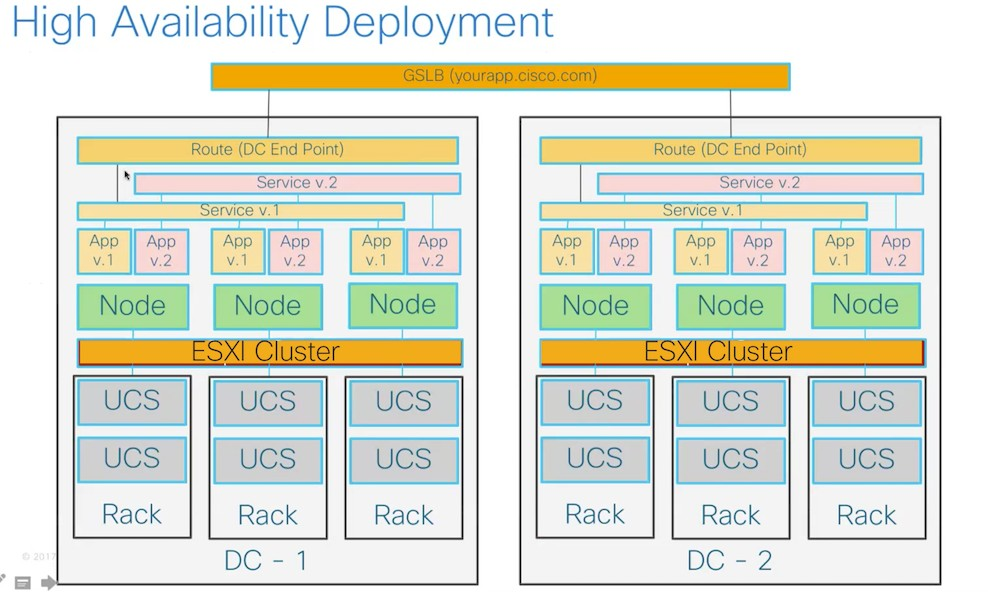 High Availability Deployment
GSLB (yourapp.cisco.com)
Route (DC End Point)
Service v.2
Service v.1
App
v.1
App
v.2
App
v.1
App
v.2
App
v.1
App
v.2
Node
Node
Node
ESXI Cluster
UCS
UCS
UCS
UCS
UCS
UCS
Rack
Rack
Rack
DC - 1
Route (DC End Point)
Service v.2
Service v.1
App
v.1
App
v.2
App
v.1
App
v.2
App
v.1
App
v.2
Node
Node
Node
ESXI Cluster
UCS
UCS
UCS
UCS
UCS
UCS
Rack
Rack
Rack
DC - 2
© 2017